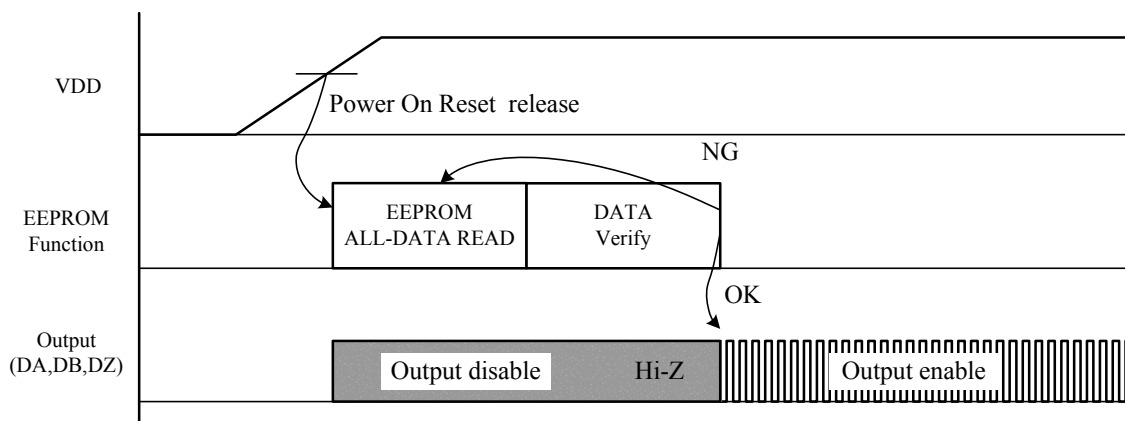 VDD
Power On Reset release
NG
EEPROM
Function
EEPROM
ALL-DATA READ
DATA
Verify
OK
Output
(DA,DB,DZ)
Output disable
Hi-Z
Output enable